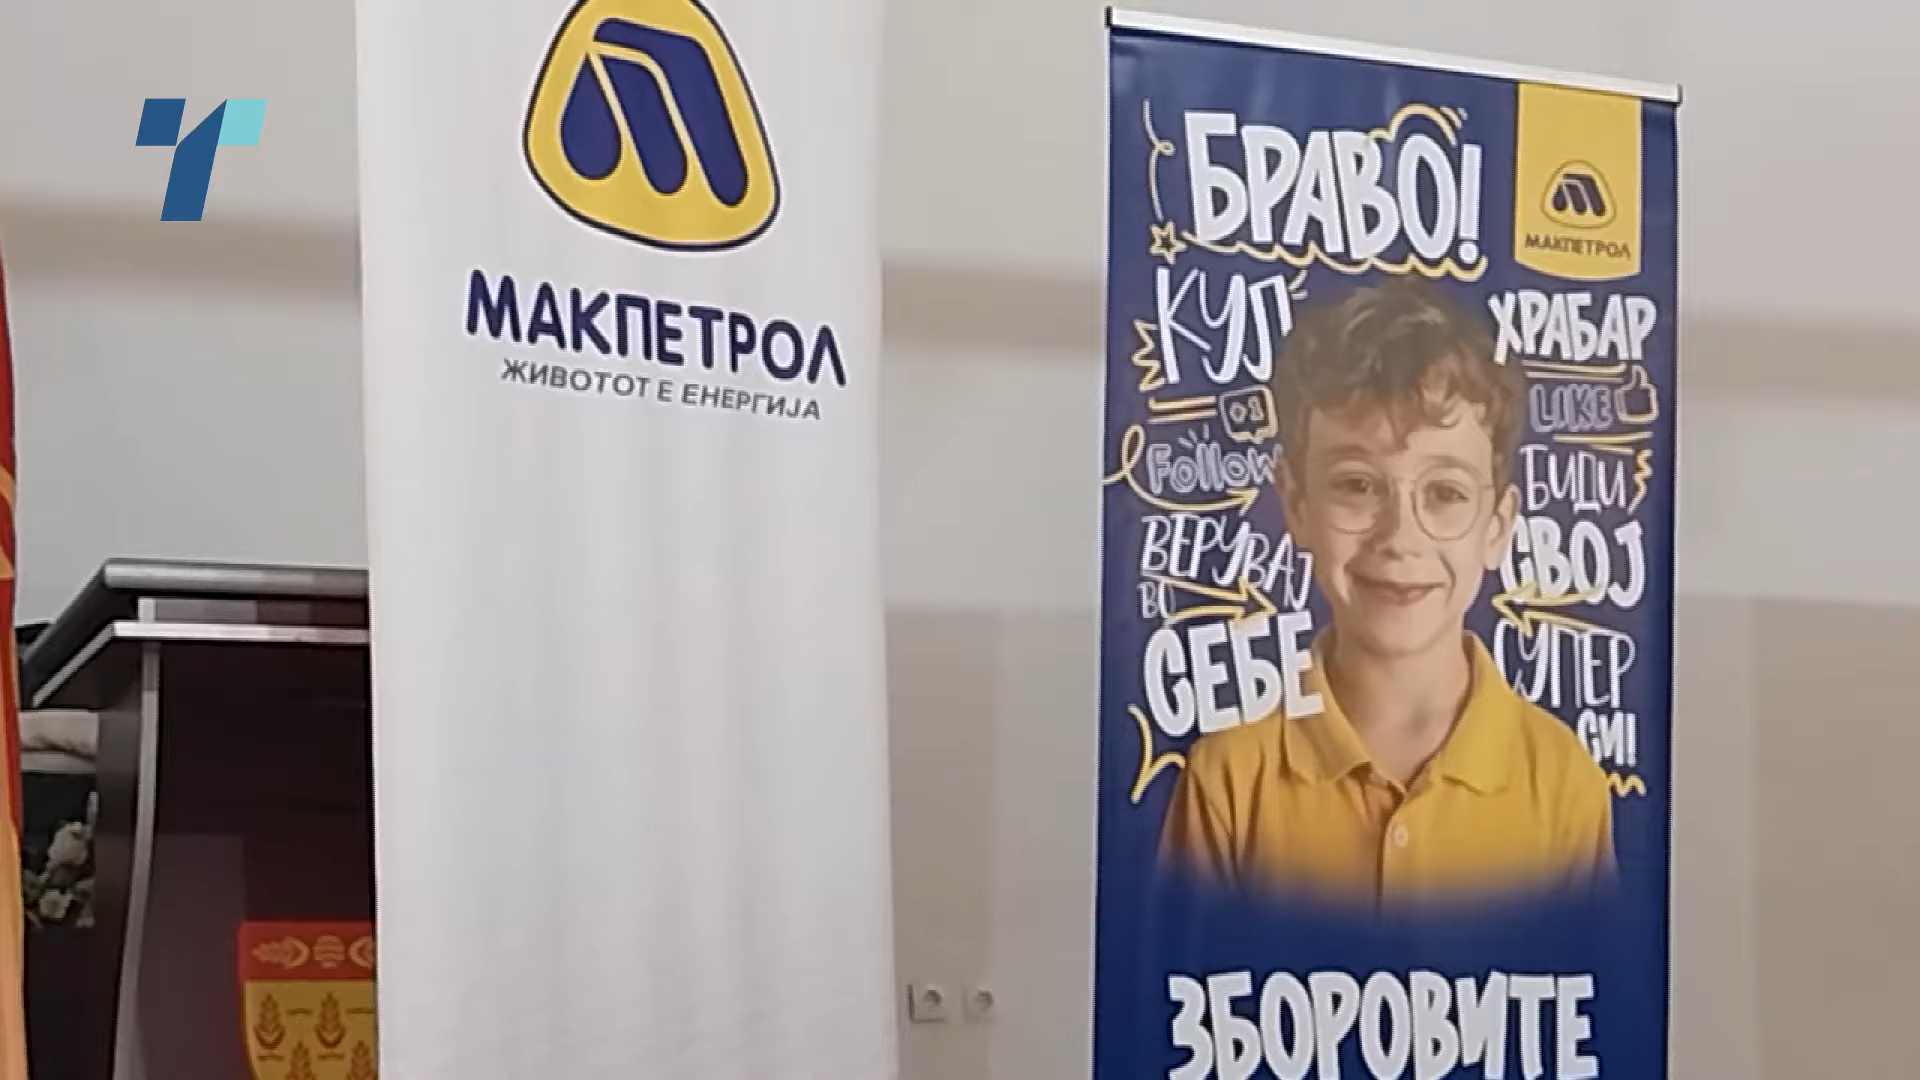 МАКПЕТРОЛ
ЖИВОТОТ Е ЕНЕРГИЈА
БРАВО!
МАКПЕТРОЛ
КУЛ
ХРАБАР
LIKE
Follow
БИДИ
СВОЈ
ВЕРУВАЈ
ВО
СЕБЕ
СУПЕР
СИ!
ЗБОРОВИТЕ